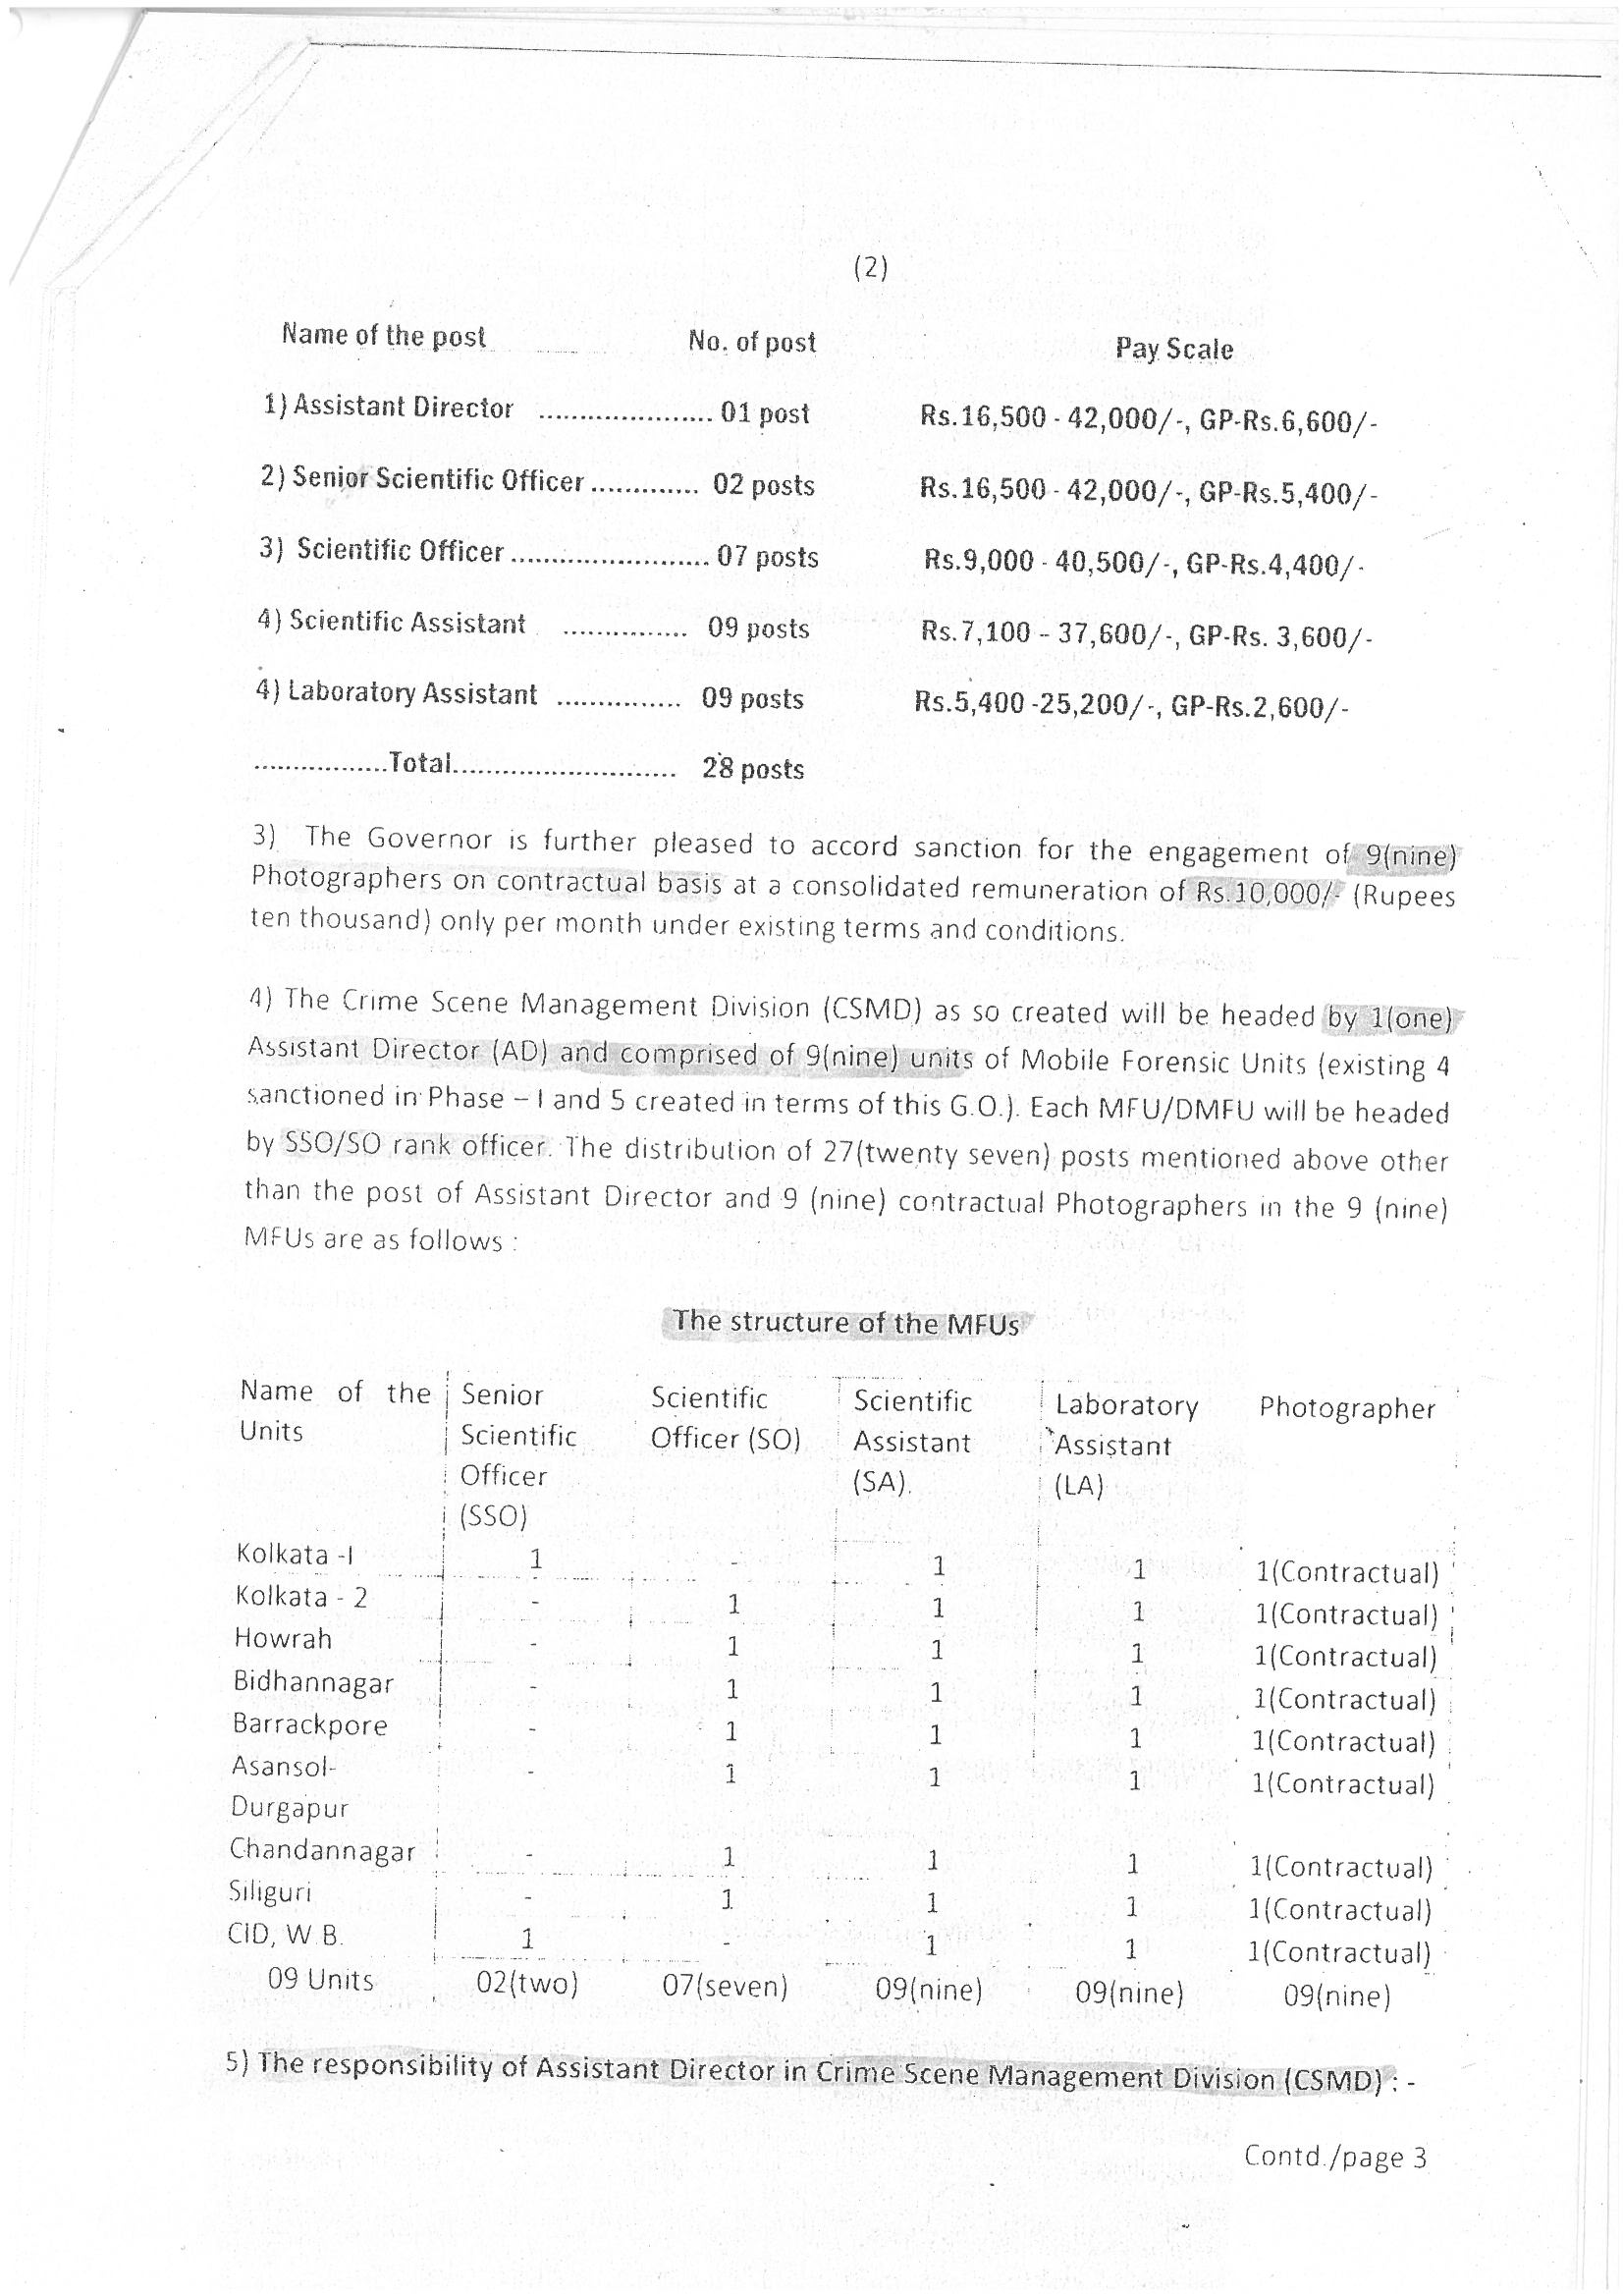 (2)
Name of the post ........... No. of post Pay Scale
1) Assistant Director ..................... 01 post Rs.16,500 - 42,000/-, GP-Rs.6,600/-
2) Senior Scientific Officer ............. 02 posts Rs.16,500 - 42,000/-, GP-Rs.5,400/-
3) Scientific Officer ........................ 07 posts Rs.9,000 - 40,500/-, GP-Rs.4,400/-
4) Scientific Assistant ............... 09 posts Rs.7,100 – 37,600/-, GP-Rs. 3,600/-
4) Laboratory Assistant ............... 09 posts Rs.5,400 -25,200/-, GP-Rs.2,600/-
.................Total........................... 28 posts
3) The Governor is further pleased to accord sanction for the engagement of 9(nine)
Photographers on contractual basis at a consolidated remuneration of Rs.10,000/- (Rupees
ten thousand) only per month under existing terms and conditions.
4) The Crime Scene Management Division (CSMD) as so created will be headed by 1(one)
Assistant Director (AD) and comprised of 9(nine) units of Mobile Forensic Units (existing 4
sanctioned in Phase – I and 5 created in terms of this G.O.). Each MFU/DMFU will be headed
by SSO/SO rank officer. The distribution of 27(twenty seven) posts mentioned above other
than the post of Assistant Director and 9 (nine) contractual Photographers in the 9 (nine)
MFUs are as follows :
The structure of the MFUs
Name of the Senior Scientific Scientific Laboratory Photographer
Units Scientific Officer (SO) Assistant Assistant
Officer (SA). (LA)
(SSO)
Kolkata -I 1 - 1 1 1(Contractual)
Kolkata - 2 - 1 1 1 1(Contractual)
Howrah - 1 1 1 1(Contractual)
Bidhannagar - 1 1 1 1(Contractual)
Barrackpore - 1 1 1 1(Contractual)
Asansol- - 1 1 1 1(Contractual)
Durgapur
Chandannagar - 1 1 1 1(Contractual)
Siliguri - 1 1 1 1(Contractual)
CID, W.B. 1 - 1 1 1(Contractual)
09 Units 02(two) 07(seven) 09(nine) 09(nine) 09(nine)
5) The responsibility of Assistant Director in Crime Scene Management Division (CSMD) : -
Contd./page 3